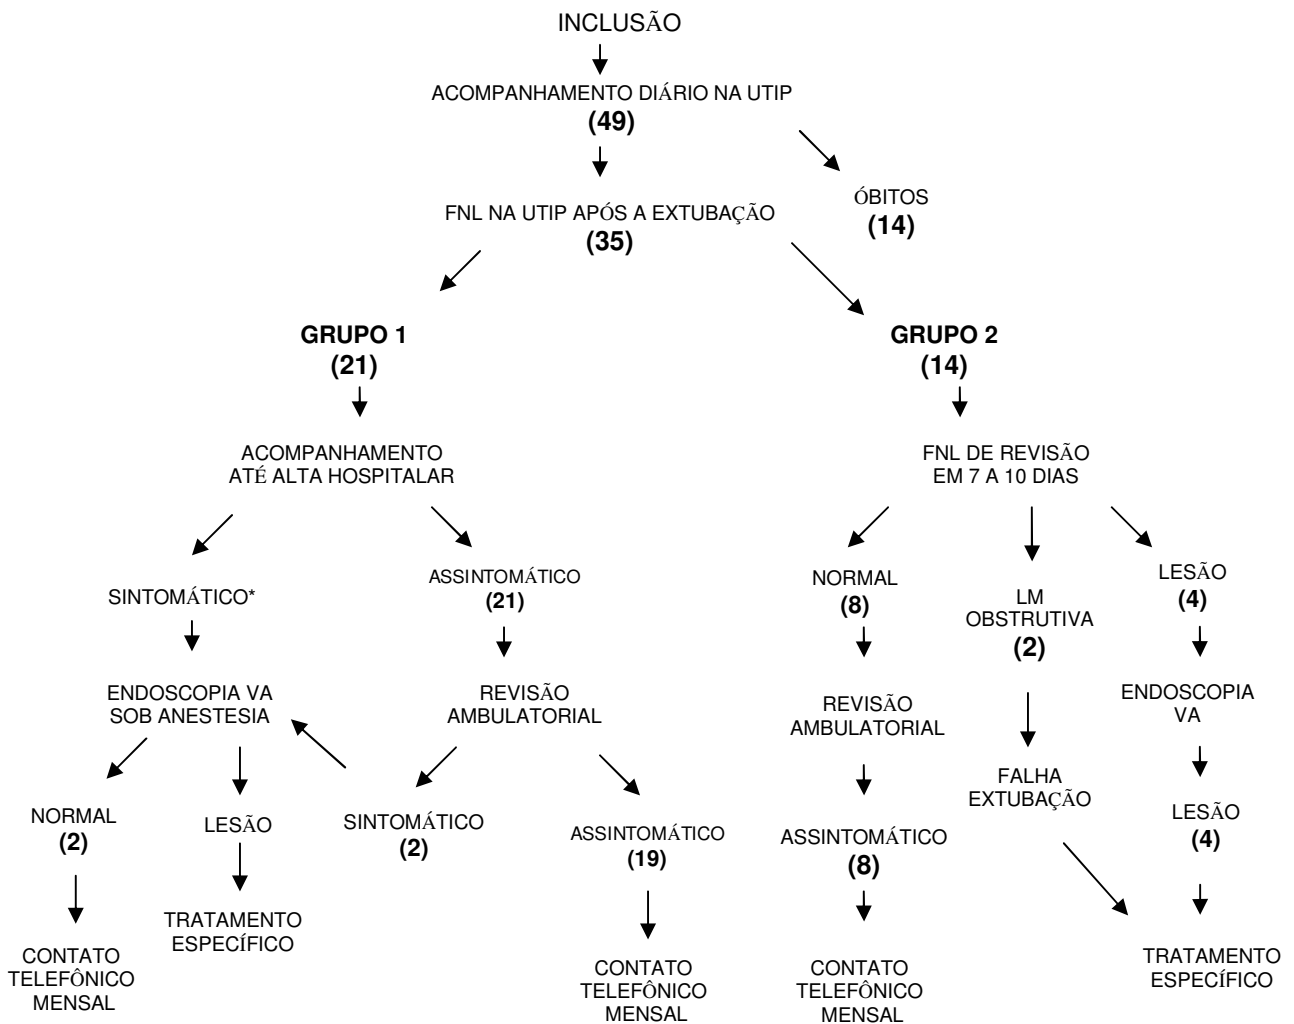 INCLUSÃO
ACOMPANHAMENTO DIÁRIO NA UTIP
(49)
ÓBITOS
(14)
FNL NA UTIP APÓS A EXTUBAÇÃO
(35)
GRUPO 1
(21)
GRUPO 2
(14)
ACOMPANHAMENTO
ATÉ ALTA HOSPITALAR
FNL DE REVISÃO
EM 7 A 10 DIAS
SINTOMÁTICO*
ASSINTOMÁTICO
(21)
NORMAL
(8)
LM
OBSTRUTIVA
(2)
LESÃO
(4)
ENDOSCOPIA VA
SOB ANESTESIA
REVISÃO
AMBULATORIAL
REVISÃO
AMBULATORIAL
FALHA
EXTUBAÇÃO
ENDOSCOPIA
VA
NORMAL
(2)
LESÃO
SINTOMÁTICO
(2)
ASSINTOMÁTICO
(19)
ASSINTOMÁTICO
(8)
LESÃO
(4)
CONTATO
TELEFÔNICO
MENSAL
TRATAMENTO
ESPECÍFICO
CONTATO
TELEFÔNICO
MENSAL
CONTATO
TELEFÔNICO
MENSAL
TRATAMENTO
ESPECÍFICO